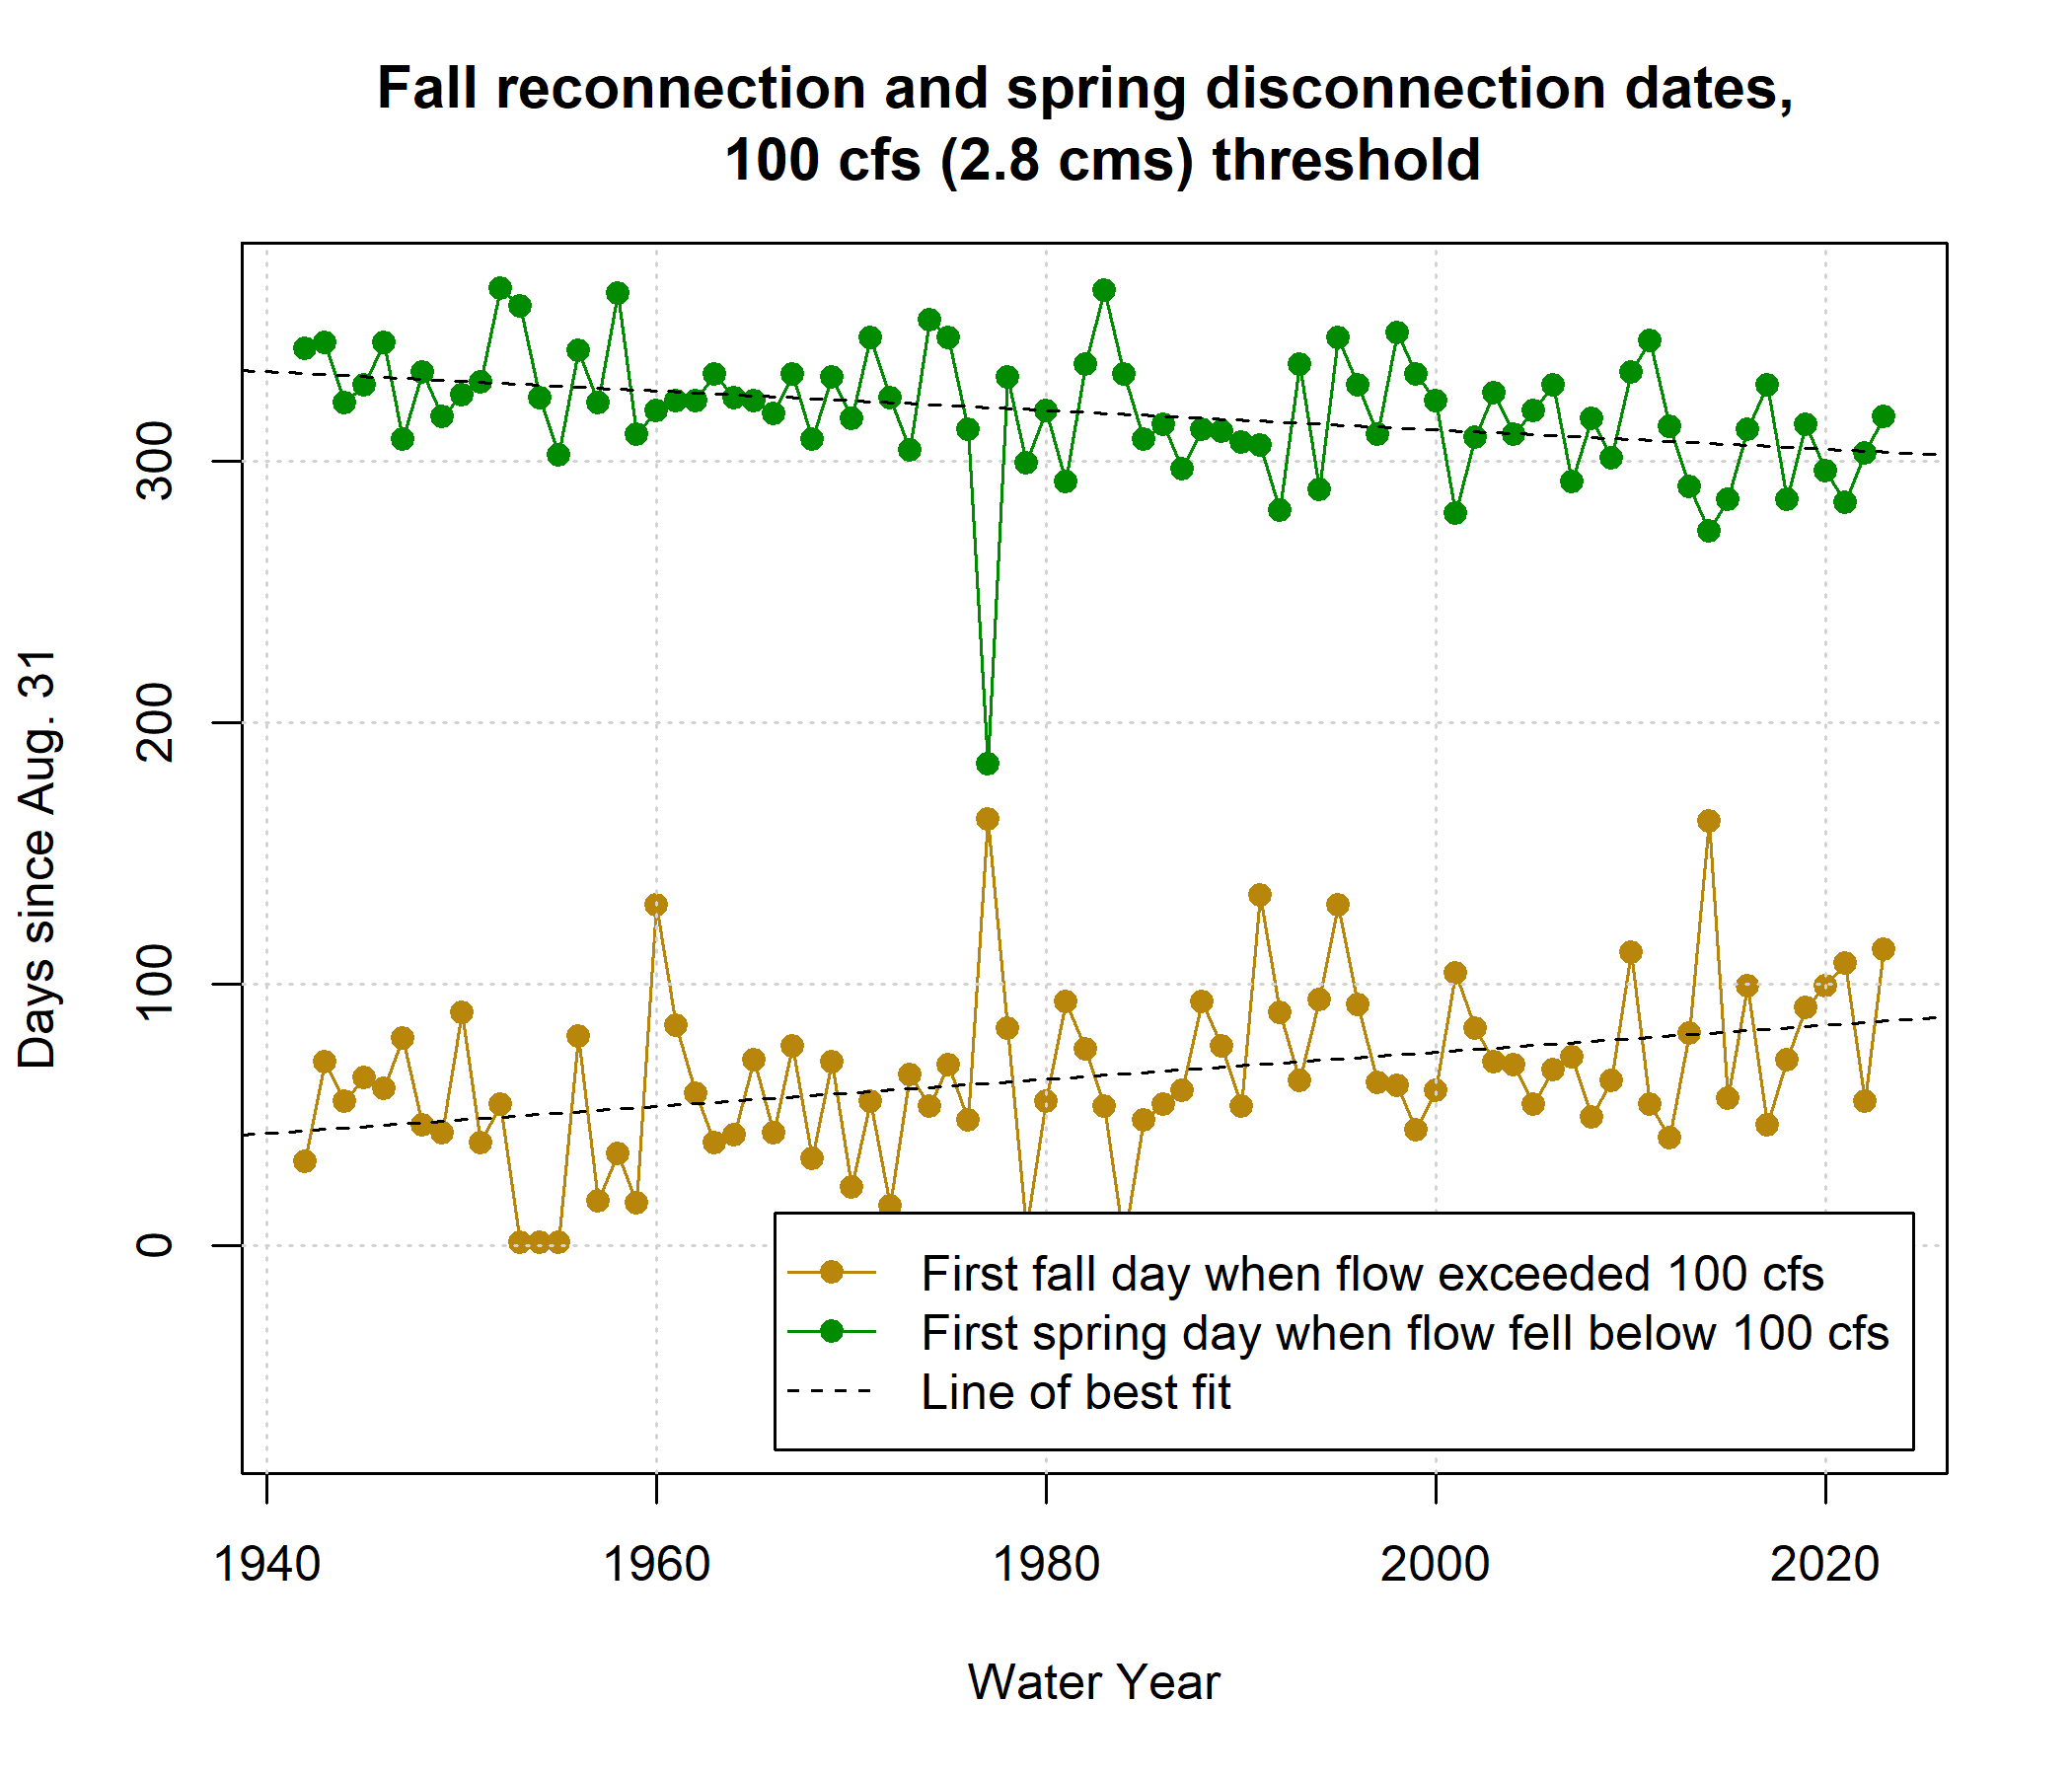 Fall reconnection and spring disconnection dates,
100 cfs (2.8 cms) threshold
Days since Aug. 31
300
200
100
0
First fall day when flow exceeded 100 cfs
First spring day when flow fell below 100 cfs
Line of best fit
1940 1960 1980 2000 2020
Water Year